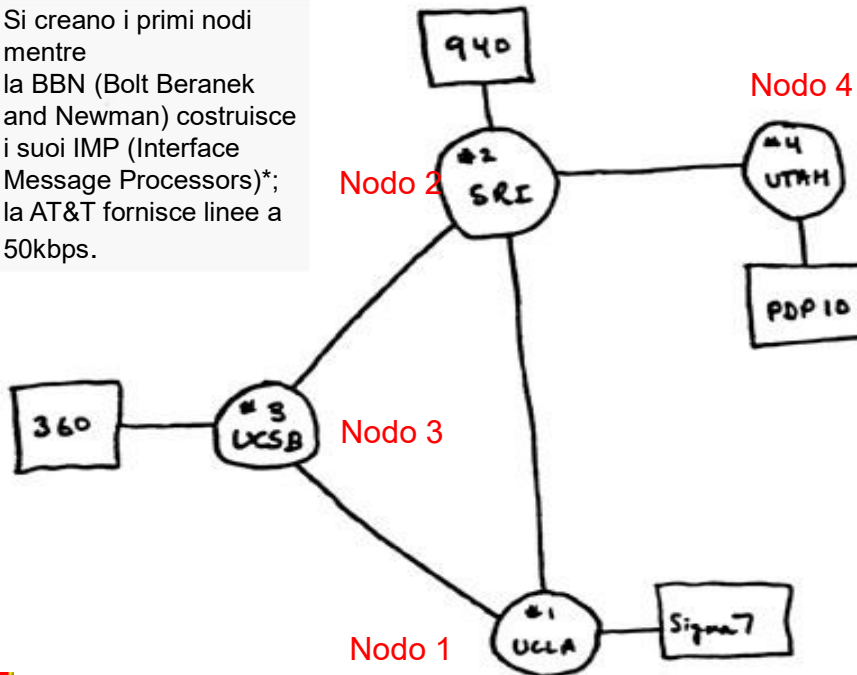 Si creano i primi nodi
mentre
la BBN (Bolt Beranek
and Newman) costruisce
i suoi IMP (Interface
Message Processors)*;
la AT&T fornisce linee a
50kbps.
940
Nodo 4
#2
SRI
Nodo 2
#4
UTAH
PDP 10
360
#3
UCSB
Nodo 3
#1
UCLA
Sigma 7
Nodo 1